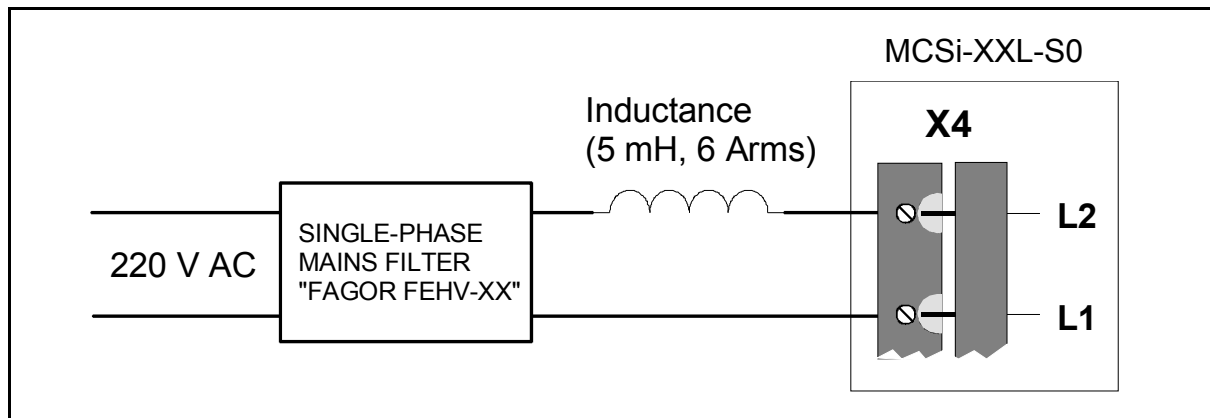 MCSi-XXL-S0
Inductance
(5 mH, 6 Arms)
X4
L2
220 V AC
SINGLE-PHASE
MAINS FILTER
"FAGOR FEHV-XX"
L1